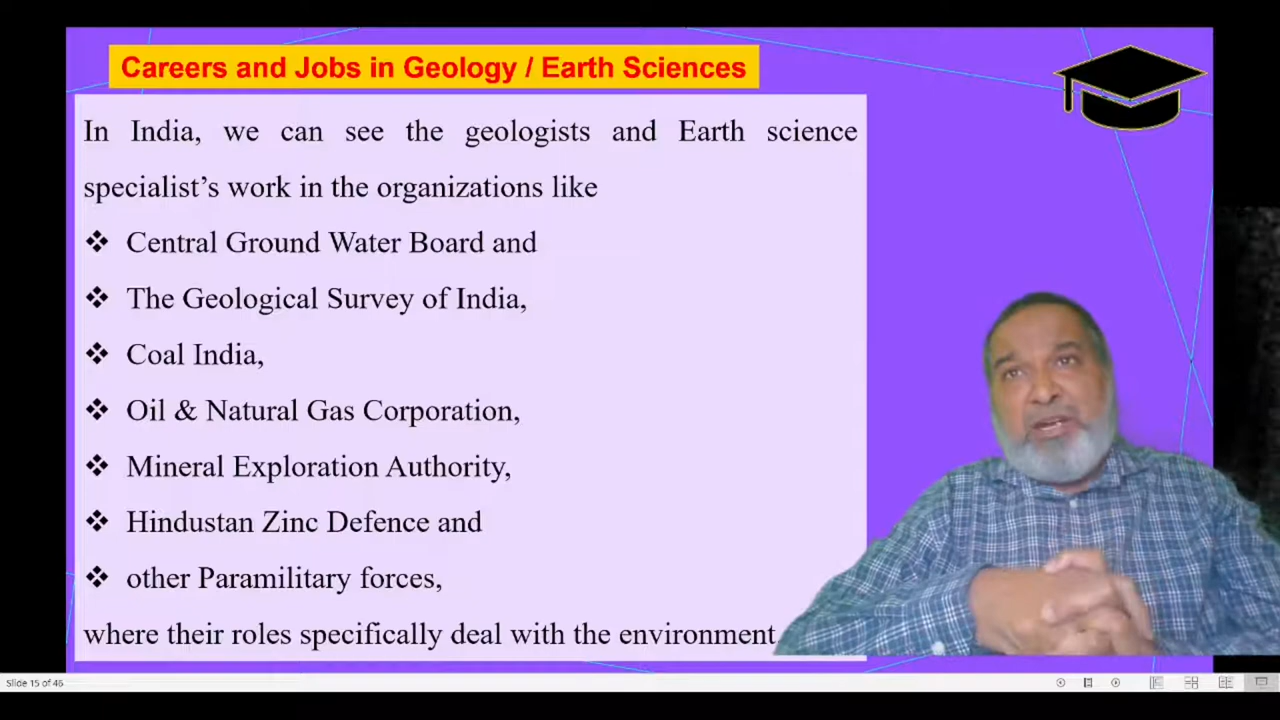 Careers and Jobs in Geology / Earth Sciences
In India, we can see the geologists and Earth science
specialist's work in the organizations like
❖ Central Ground Water Board and
❖ The Geological Survey of India,
❖ Coal India,
❖ Oil & Natural Gas Corporation,
❖ Mineral Exploration Authority,
❖ Hindustan Zinc Defence and
❖ other Paramilitary forces,
where their roles specifically deal with the environment
Slide 15 of 46